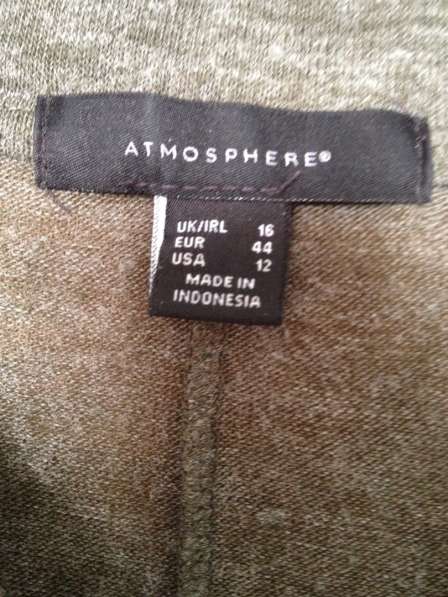 ATMOSPHERE®
UK/IRL 16
EUR 44
USA 12
MADE IN
INDONESIA